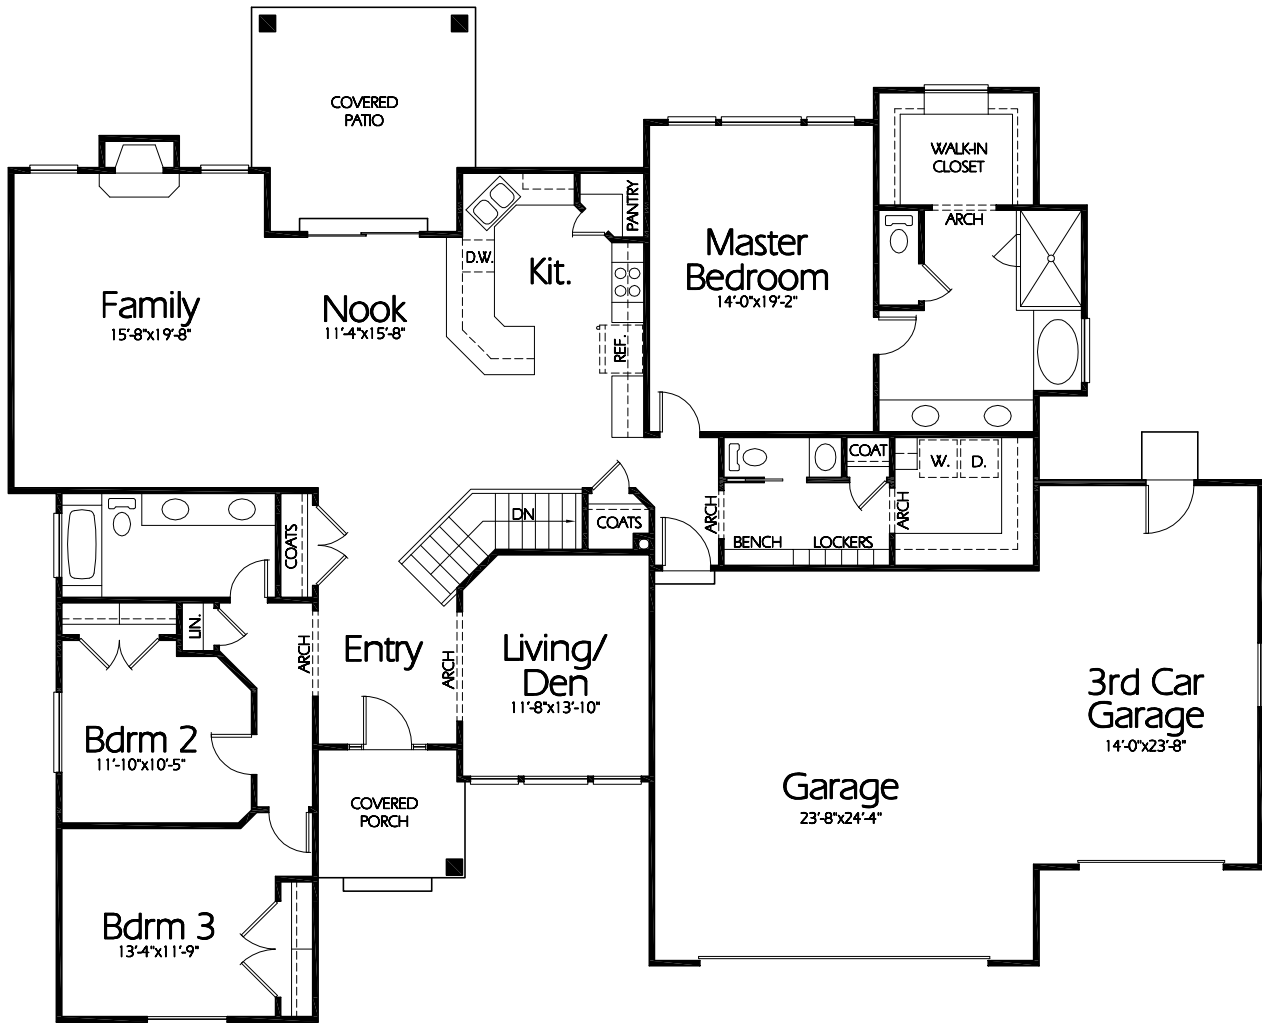 COVERED
PATIO
WALK-IN
CLOSET
PANTRY
ARCH
D.W.
Kit.
Master
Bedroom
14'-0"x19'-2"
Family
15'-8"x19'-8"
Nook
11'-4"x15'-8"
REF.
COAT
W.
D.
COATS
DN
COATS
ARCH
ARCH
BENCH
LOCKERS
LIN.
ARCH
Entry
ARCH
Living/
Den
11'-8"x13'-10"
3rd Car
Garage
14'-0"x23'-8"
Bdrm 2
11'-10"x10'-5"
Garage
23'-8"x24'-4"
COVERED
PORCH
Bdrm 3
13'-4"x11'-9"